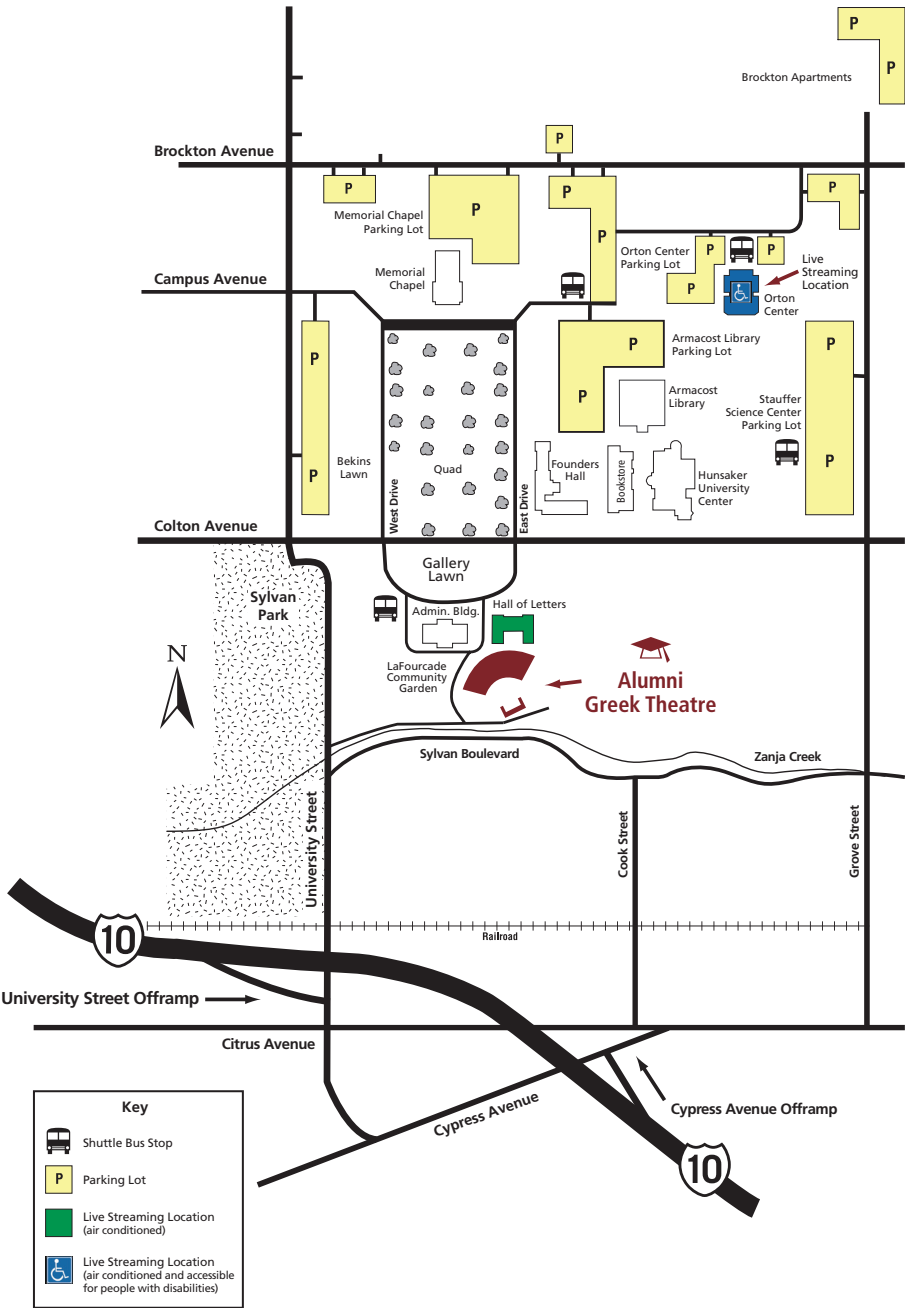 P
P
Brockton Apartments
P
Brockton Avenue
P
P
P
P
P
Memorial Chapel
Parking Lot
P
P
Orton Center
Parking Lot
P
P
Live
Streaming
Location
Memorial
Chapel
Campus Avenue
Orton
Center
P
P
P
P
Armacost Library
Parking Lot
P
Armacost
Library
Stauffer
Science Center
Parking Lot
P
P
Bekins
Lawn
Quad
West Drive
East Drive
Founders
Hall
Bookstore
Hunsaker
University
Center
Colton Avenue
Gallery
Lawn
Sylvan
Park
Admin. Bldg.
Hall of Letters
N
LaFourcade
Community
Garden
Alumni
Greek Theatre
Sylvan Boulevard
Zanja Creek
University Street
Cook Street
Grove Street
10
Railroad
University Street Offramp
Citrus Avenue
Cypress Avenue
Cypress Avenue Offramp
10
Key
Shuttle Bus Stop
P
Parking Lot
Live Streaming Location
(air conditioned)
Live Streaming Location
(air conditioned and accessible
for people with disabilities)